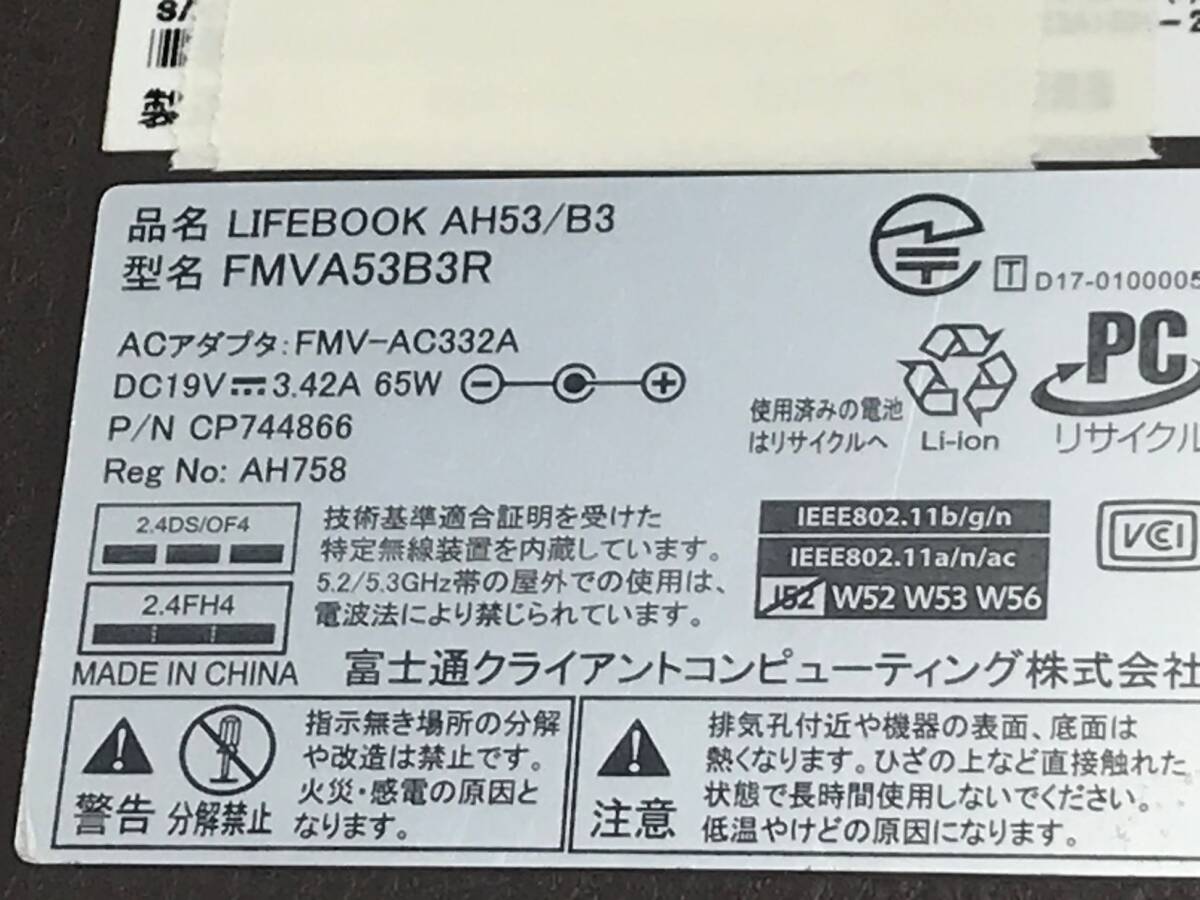 製
品名 LIFEBOOK AH53/B3
型名 FMVA53B3R
T D17-0100005
ACアダプタ:FMV-AC332A
DC19V 3.42A 65W
P/N CP744866
Reg No: AH758
使用済みの電池
はリサイクルへ
Li-ion
PC
リサイクル
2.4DS/OF4
2.4FH4
技術基準適合証明を受けた
特定無線装置を内蔵しています。
5.2/5.3GHz帯の屋外での使用は、
電波法により禁じられています。
IEEE802.11b/g/n
IEEE802.11a/n/ac
J52 W52 W53 W56
VCCI
MADE IN CHINA
富士通クライアントコンピューティング株式会社
警告
分解禁止
指示無き場所の分解
や改造は禁止です。
火災・感電の原因と
なります。
注意
排気孔付近や機器の表面、底面は
熱くなります。ひざの上など直接触れた
状態で長時間使用しないでください。
低温やけどの原因になります。